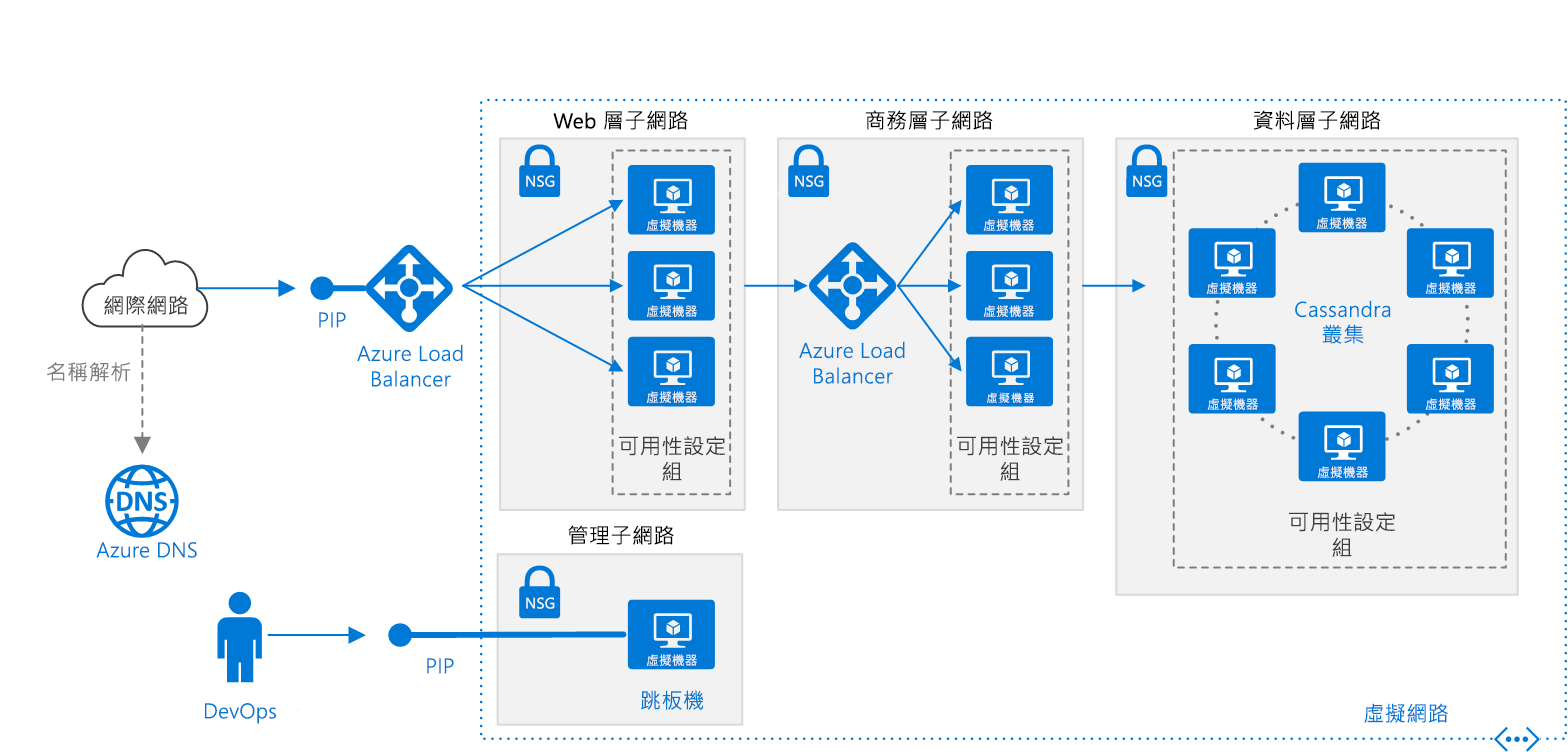 Web 層子網路
商務層子網路
資料層子網路
NSG
虛擬機器
虛擬機器
虛擬機器
可用性設定
組
NSG
虛擬機器
虛擬機器
虛擬機器
可用性設定
組
NSG
虛擬機器
虛擬機器
虛擬機器
Cassandra
叢集
虛擬機器
虛擬機器
虛擬機器
可用性設定
組
網際網路
PIP
Azure Load
Balancer
Azure Load
Balancer
名稱解析
DNS
Azure DNS
管理子網路
NSG
虛擬機器
跳板機
PIP
DevOps
虛擬網路